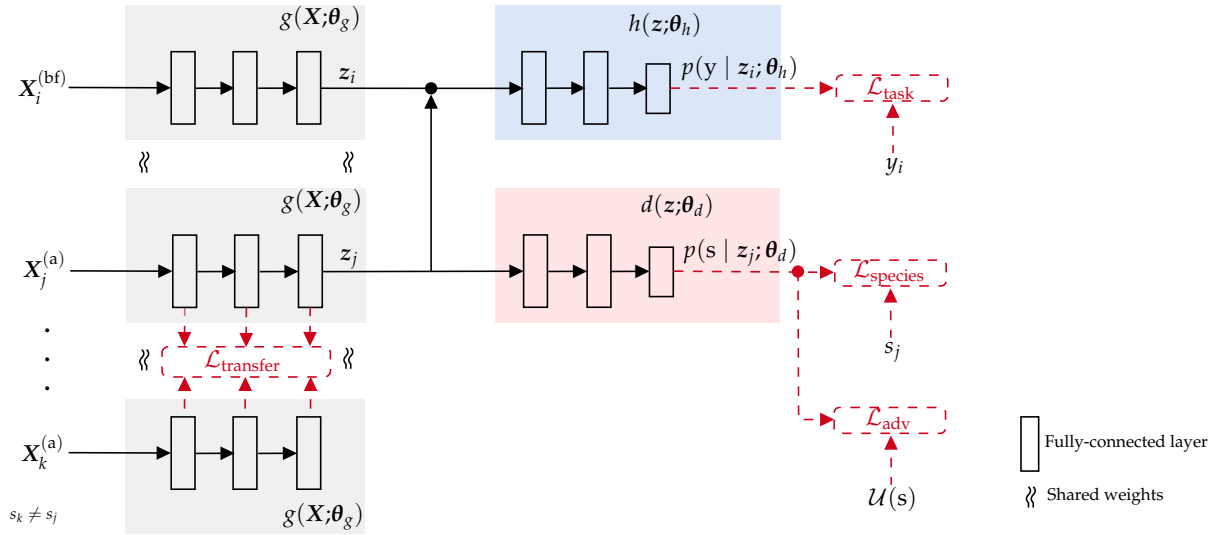 g(X;θ_g)
h(z;θ_h)
X_i^(bf)
z_i
p(y | z_i; θ_h)
ℒ_task
y_i
g(X;θ_g)
d(z;θ_d)
X_j^(a)
z_j
p(s | z_j; θ_d)
ℒ_species
s_j
ℒ_transfer
X_k^(a)
ℒ_adv
Fully-connected layer
𝒰(s)
Shared weights
s_k ≠ s_j
g(X;θ_g)